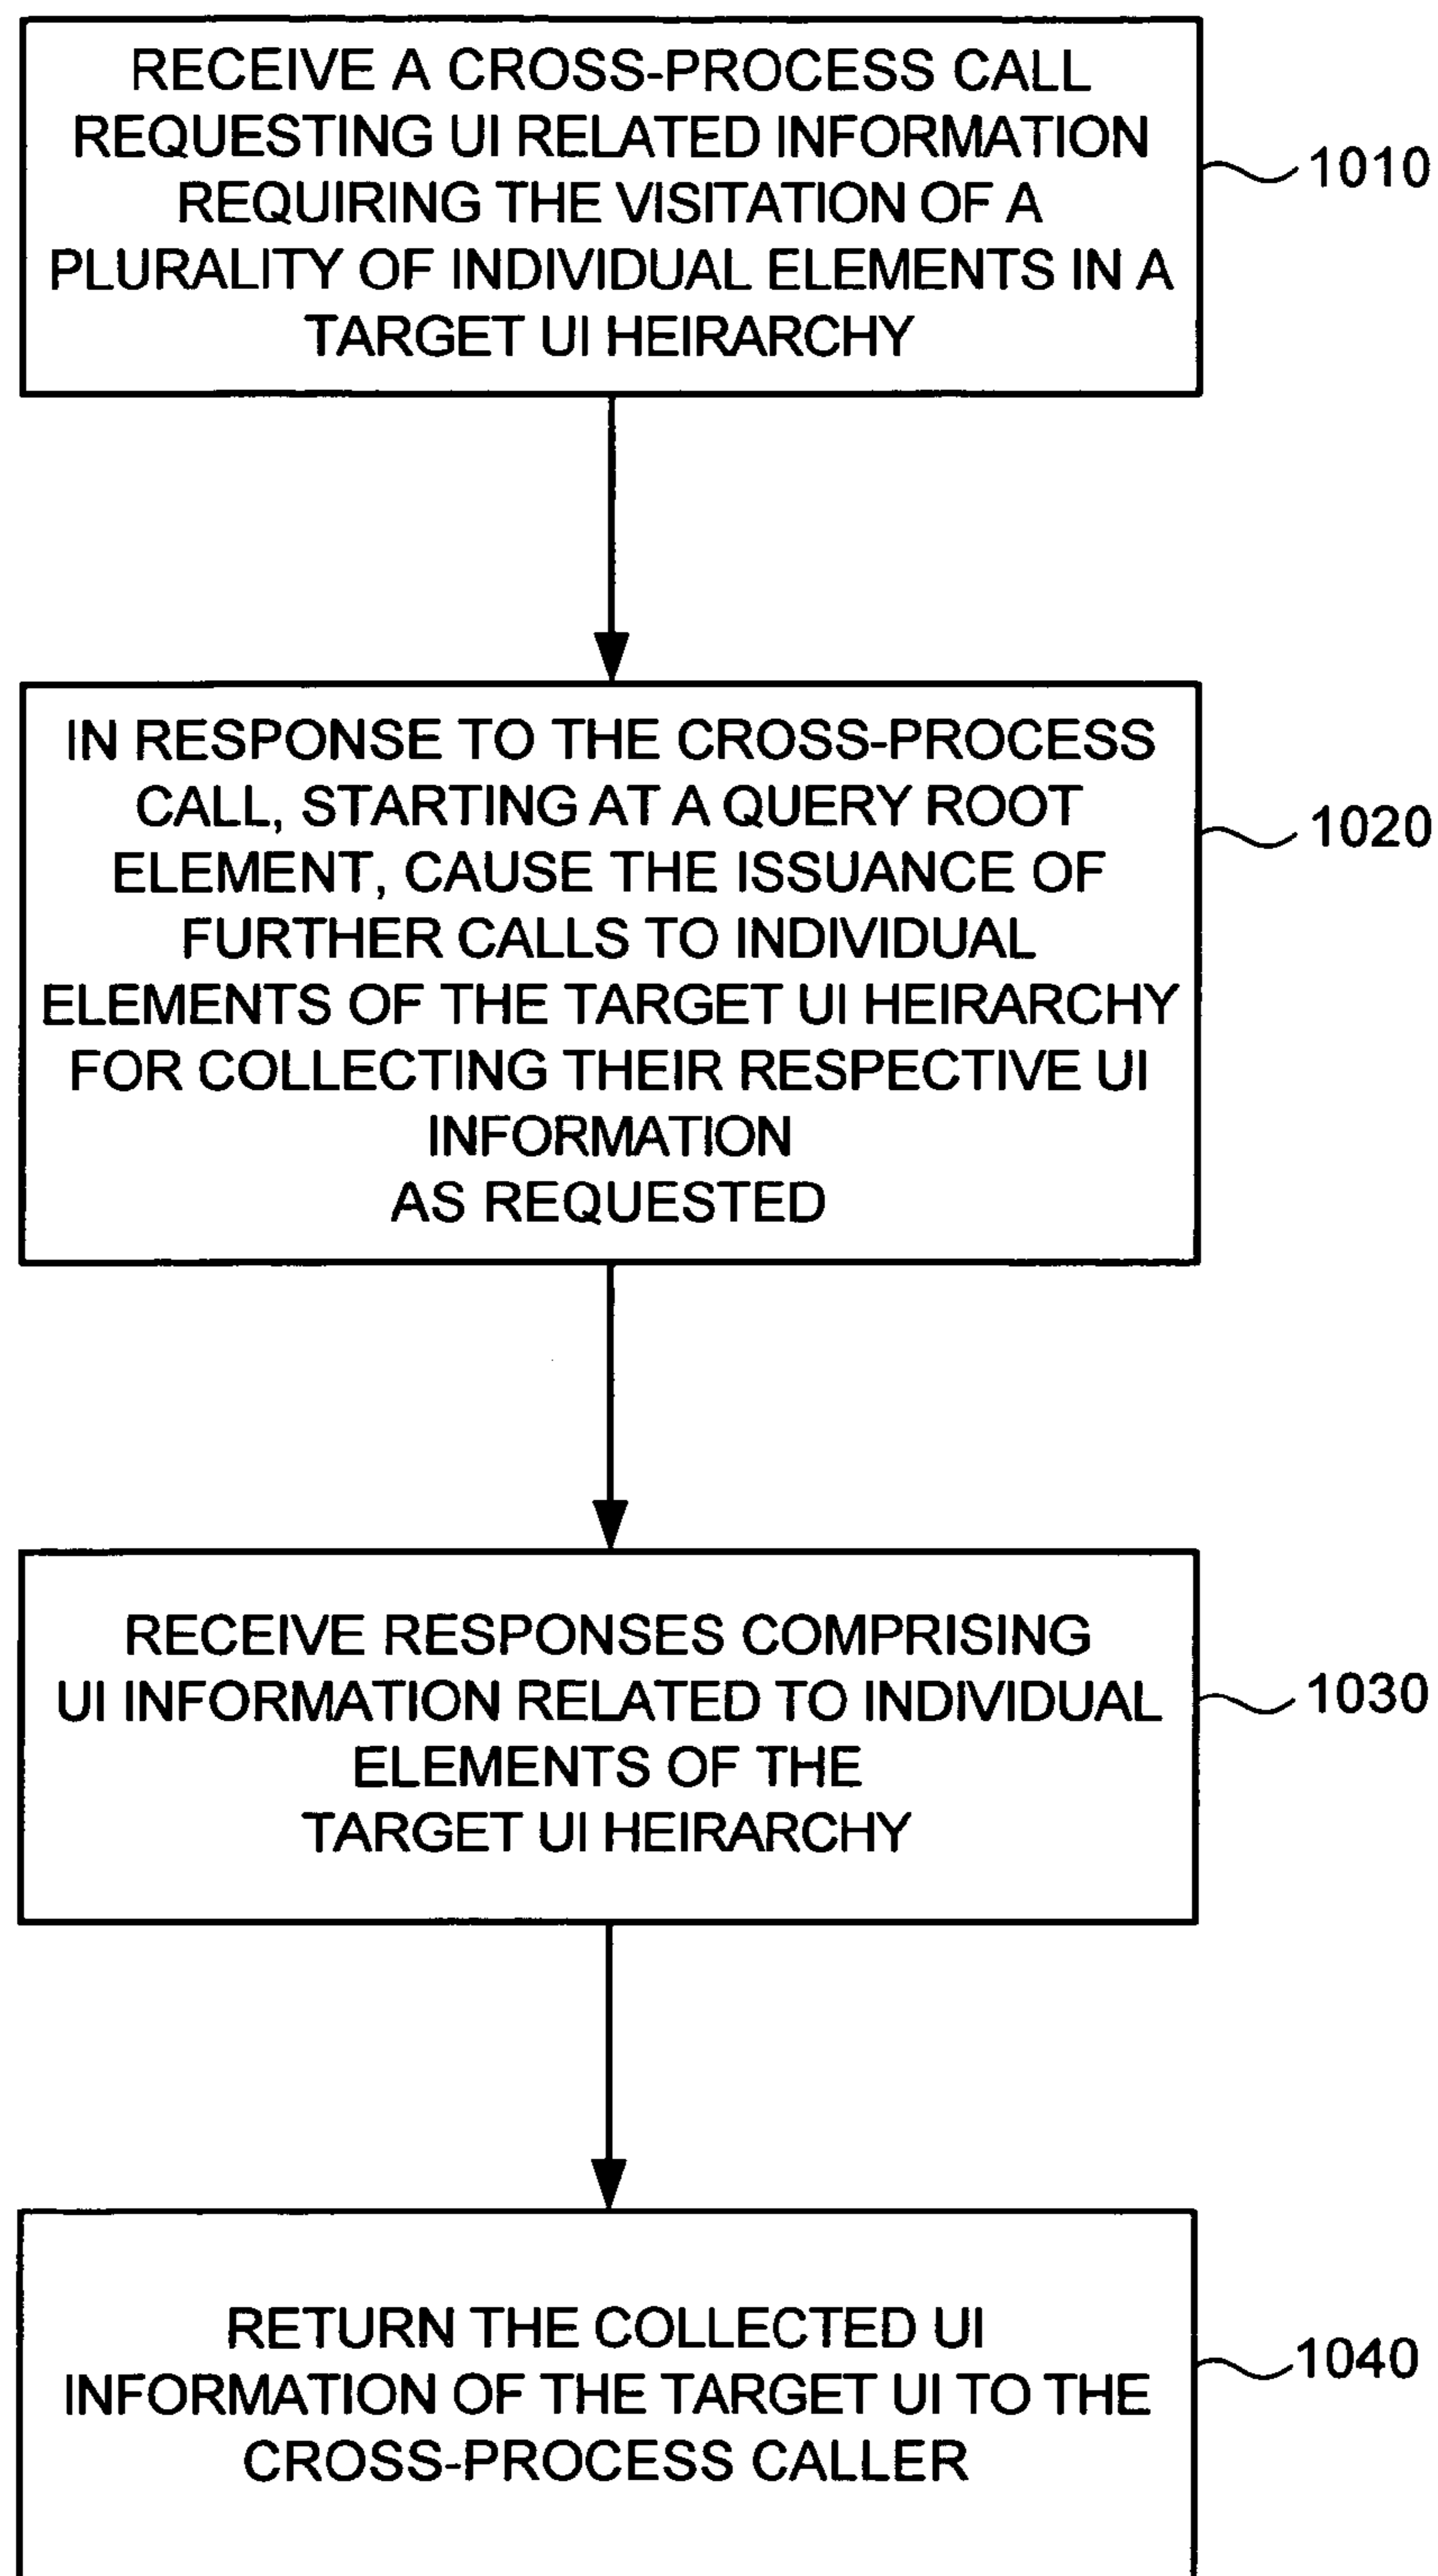 RECEIVE A CROSS-PROCESS CALL
REQUESTING UI RELATED INFORMATION
REQUIRING THE VISITATION OF A
PLURALITY OF INDIVIDUAL ELEMENTS IN A
TARGET UI HEIRARCHY
1010
IN RESPONSE TO THE CROSS-PROCESS
CALL, STARTING AT A QUERY ROOT
ELEMENT, CAUSE THE ISSUANCE OF
FURTHER CALLS TO INDIVIDUAL
ELEMENTS OF THE TARGET UI HEIRARCHY
FOR COLLECTING THEIR RESPECTIVE UI
INFORMATION
AS REQUESTED
1020
RECEIVE RESPONSES COMPRISING
UI INFORMATION RELATED TO INDIVIDUAL
ELEMENTS OF THE
TARGET UI HEIRARCHY
1030
RETURN THE COLLECTED UI
INFORMATION OF THE TARGET UI TO THE
CROSS-PROCESS CALLER
1040